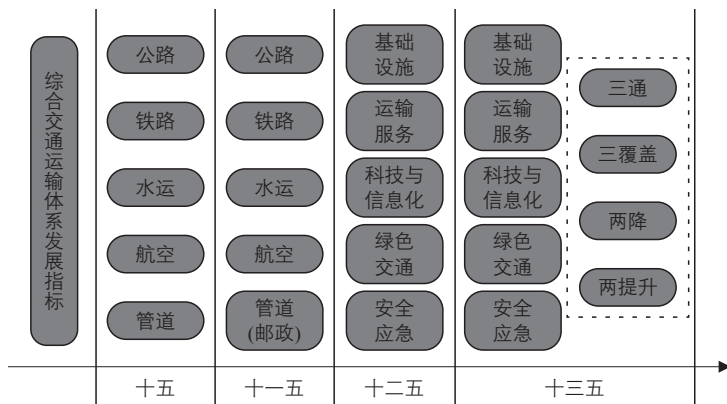 综合交通运输体系发展指标
公路
铁路
水运
航空
管道
公路
铁路
水运
航空
管道
(邮政)
基础
设施
运输
服务
科技与
信息化
绿色
交通
安全
应急
基础
设施
运输
服务
科技与
信息化
绿色
交通
安全
应急
三通
三覆盖
两降
两提升
十五
十一五
十二五
十三五